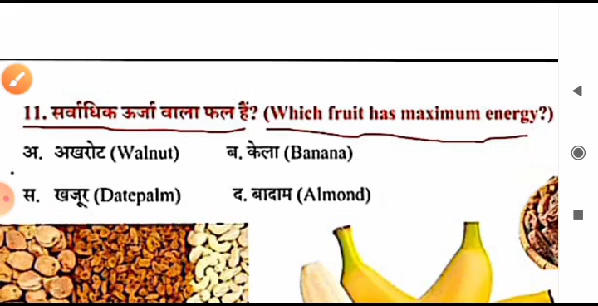 11. सर्वाधिक ऊर्जा वाला फल हैं? (Which fruit has maximum energy?)
अ. अखरोट (Walnut) ब. केला (Banana)
स. खजूर (Datepalm) द. बादाम (Almond)